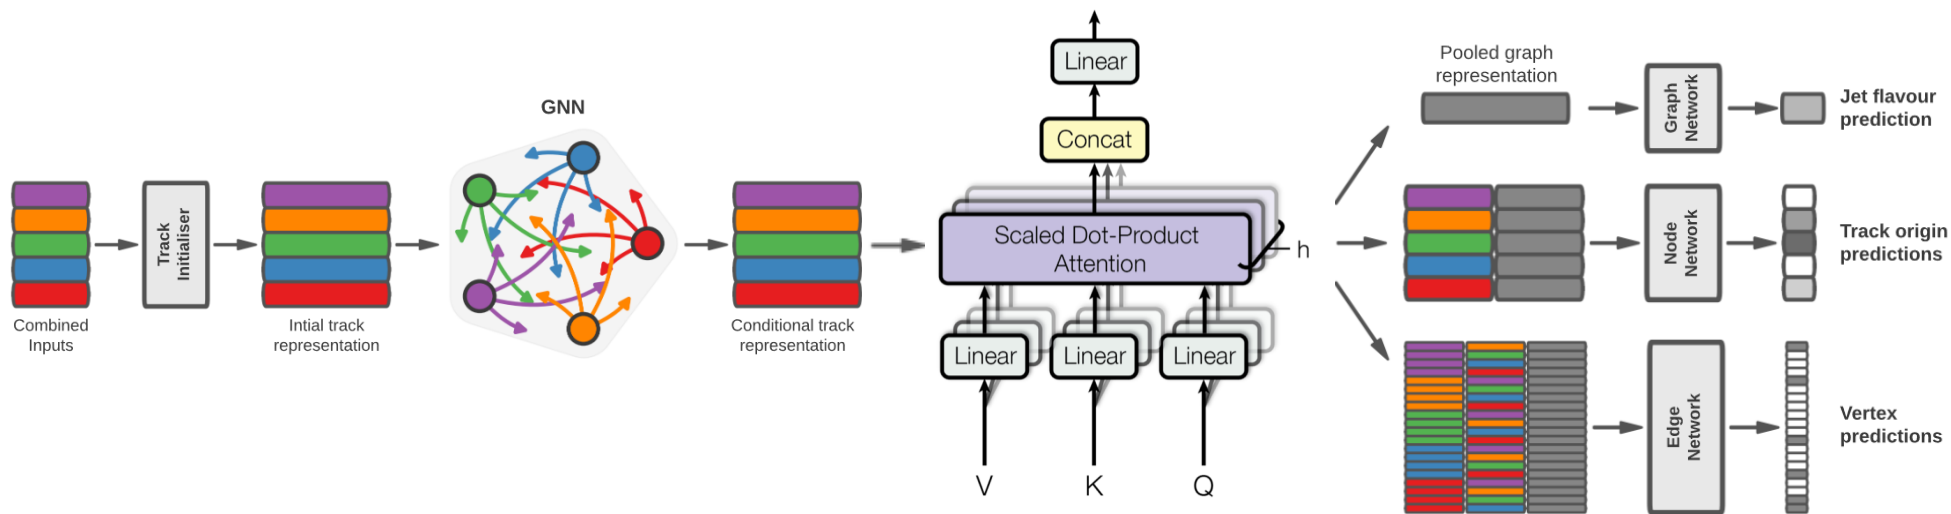 Combined
Inputs
Track
Initialiser
Intial track
representation
GNN
Conditional track
representation
Linear
Concat
Scaled Dot-Product
Attention
h
Linear
Linear
Linear
V
K
Q
Pooled graph
representation
Graph
Network
Jet flavour
prediction
Node
Network
Track origin
predictions
Edge
Network
Vertex
predictions